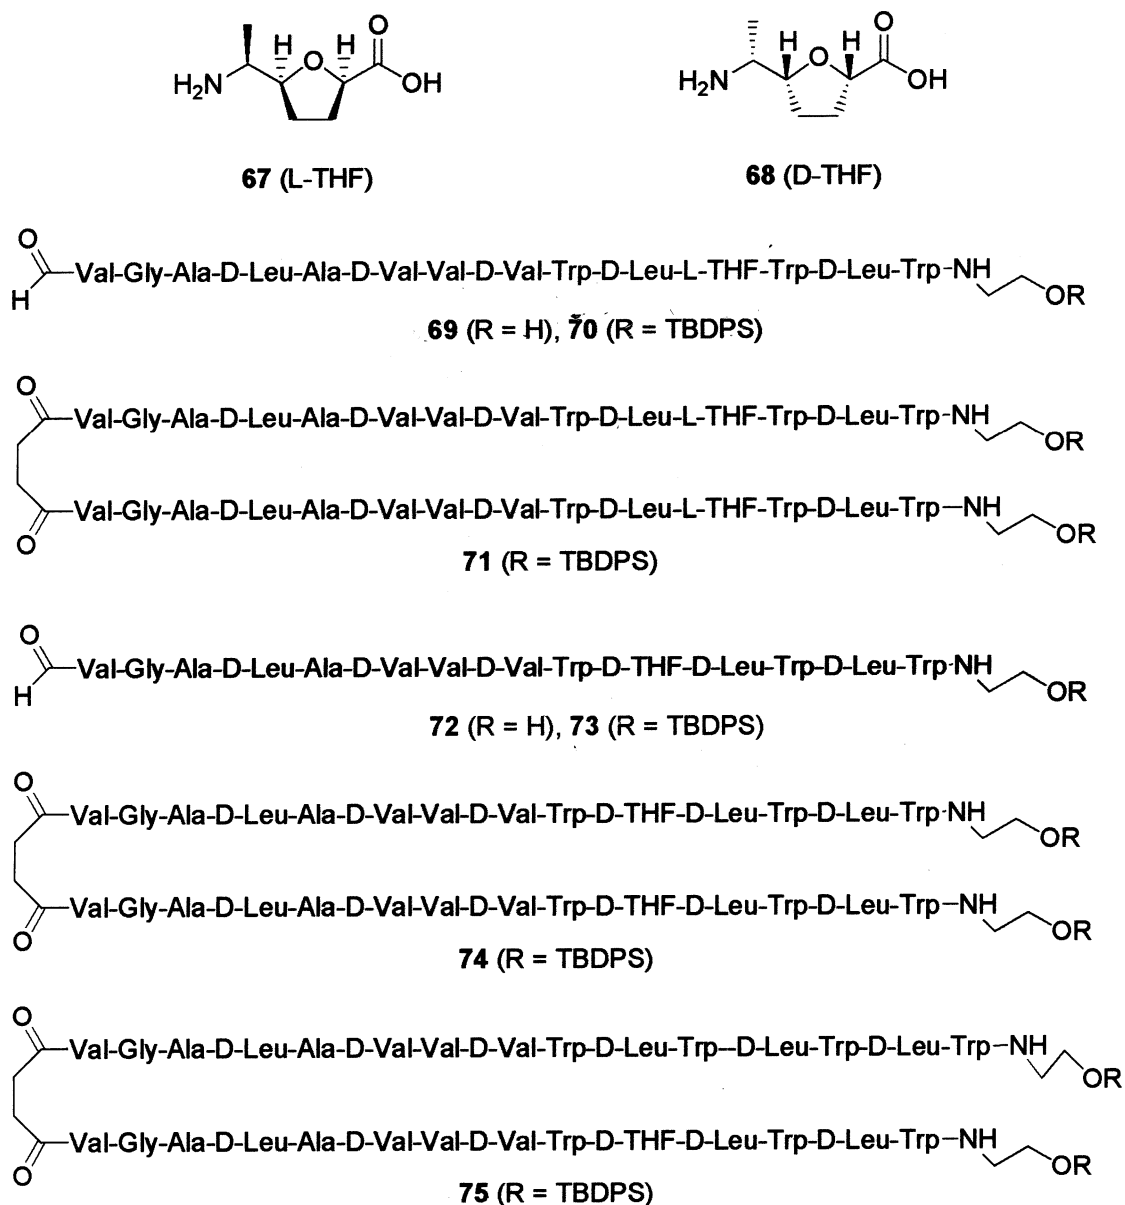 H₂N H O H O OH
H₂N H O H O OH
67 (L-THF) 68 (D-THF)
O
H Val-Gly-Ala-D-Leu-Ala-D-Val-Val-D-Val-Trp-D-Leu-L-THF-Trp-D-Leu-Trp-NH OR
69 (R = H), 70 (R = TBDPS)
O
Val-Gly-Ala-D-Leu-Ala-D-Val-Val-D-Val-Trp-D-Leu-L-THF-Trp-D-Leu-Trp-NH OR
Val-Gly-Ala-D-Leu-Ala-D-Val-Val-D-Val-Trp-D-Leu-L-THF-Trp-D-Leu-Trp-NH OR
O
71 (R = TBDPS)
O
H Val-Gly-Ala-D-Leu-Ala-D-Val-Val-D-Val-Trp-D-THF-D-Leu-Trp-D-Leu-Trp-NH OR
72 (R = H), 73 (R = TBDPS)
O
Val-Gly-Ala-D-Leu-Ala-D-Val-Val-D-Val-Trp-D-THF-D-Leu-Trp-D-Leu-Trp-NH OR
Val-Gly-Ala-D-Leu-Ala-D-Val-Val-D-Val-Trp-D-THF-D-Leu-Trp-D-Leu-Trp-NH OR
O
74 (R = TBDPS)
O
Val-Gly-Ala-D-Leu-Ala-D-Val-Val-D-Val-Trp-D-Leu-Trp--D-Leu-Trp-D-Leu-Trp-NH OR
Val-Gly-Ala-D-Leu-Ala-D-Val-Val-D-Val-Trp-D-THF-D-Leu-Trp-D-Leu-Trp-NH OR
O
75 (R = TBDPS)